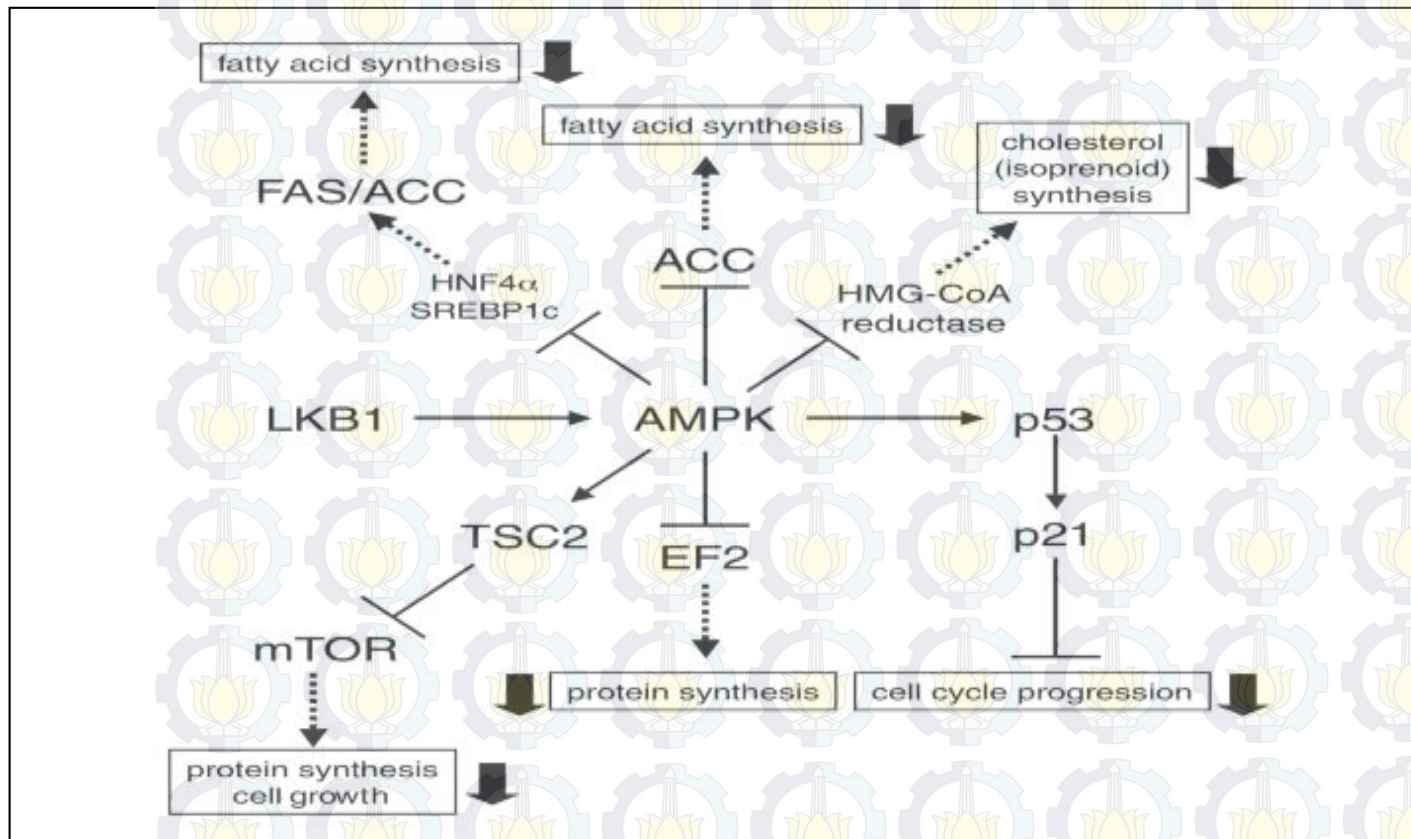 fatty acid synthesis
fatty acid synthesis
cholesterol
(isoprenoid)
synthesis
FAS/ACC
ACC
HNF4α
SREBP1c
HMG-CoA
reductase
LKB1
AMPK
p53
TSC2
EF2
p21
mTOR
protein synthesis
cell cycle progression
protein synthesis
cell growth